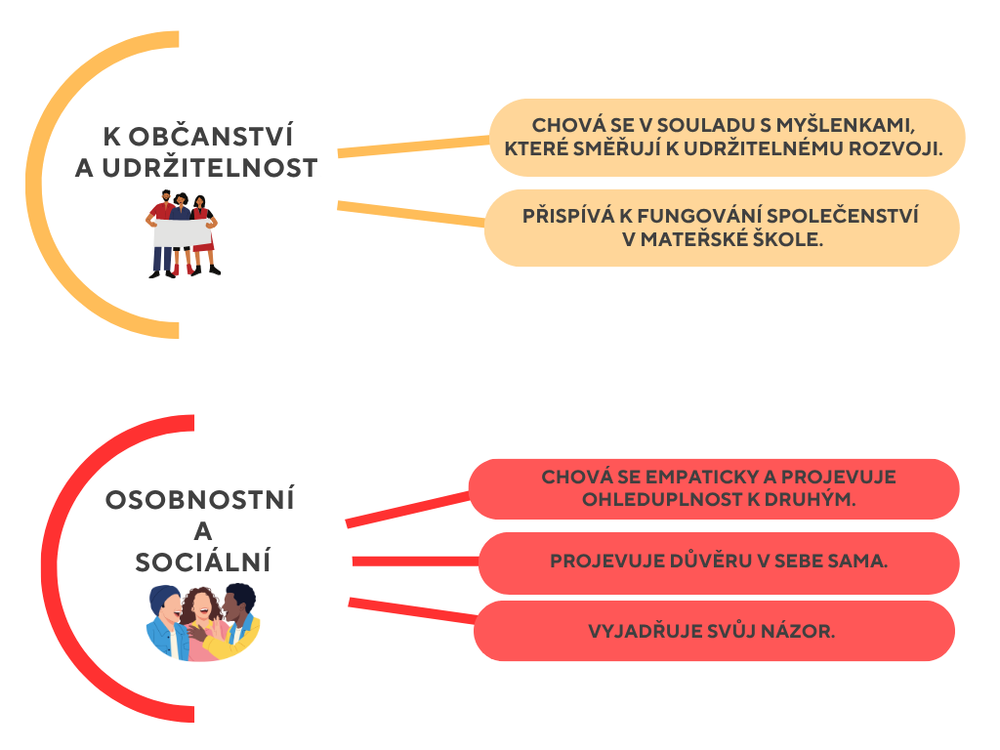 K OBČANSTVÍ
A UDRŽITELNOST
CHOVÁ SE V SOULADU S MYŠLENKAMI,
KTERÉ SMĚŘUJÍ K UDRŽITELNÉMU ROZVOJI.
PŘISPÍVÁ K FUNGOVÁNÍ SPOLEČENSTVÍ
V MATEŘSKÉ ŠKOLE.
OSOBNOSTNÍ
A
SOCIÁLNÍ
CHOVÁ SE EMPATICKY A PROJEVUJE
OHLEDUPLNOST K DRUHÝM.
PROJEVUJE DŮVĚRU V SEBE SAMA.
VYJADŘUJE SVŮJ NÁZOR.